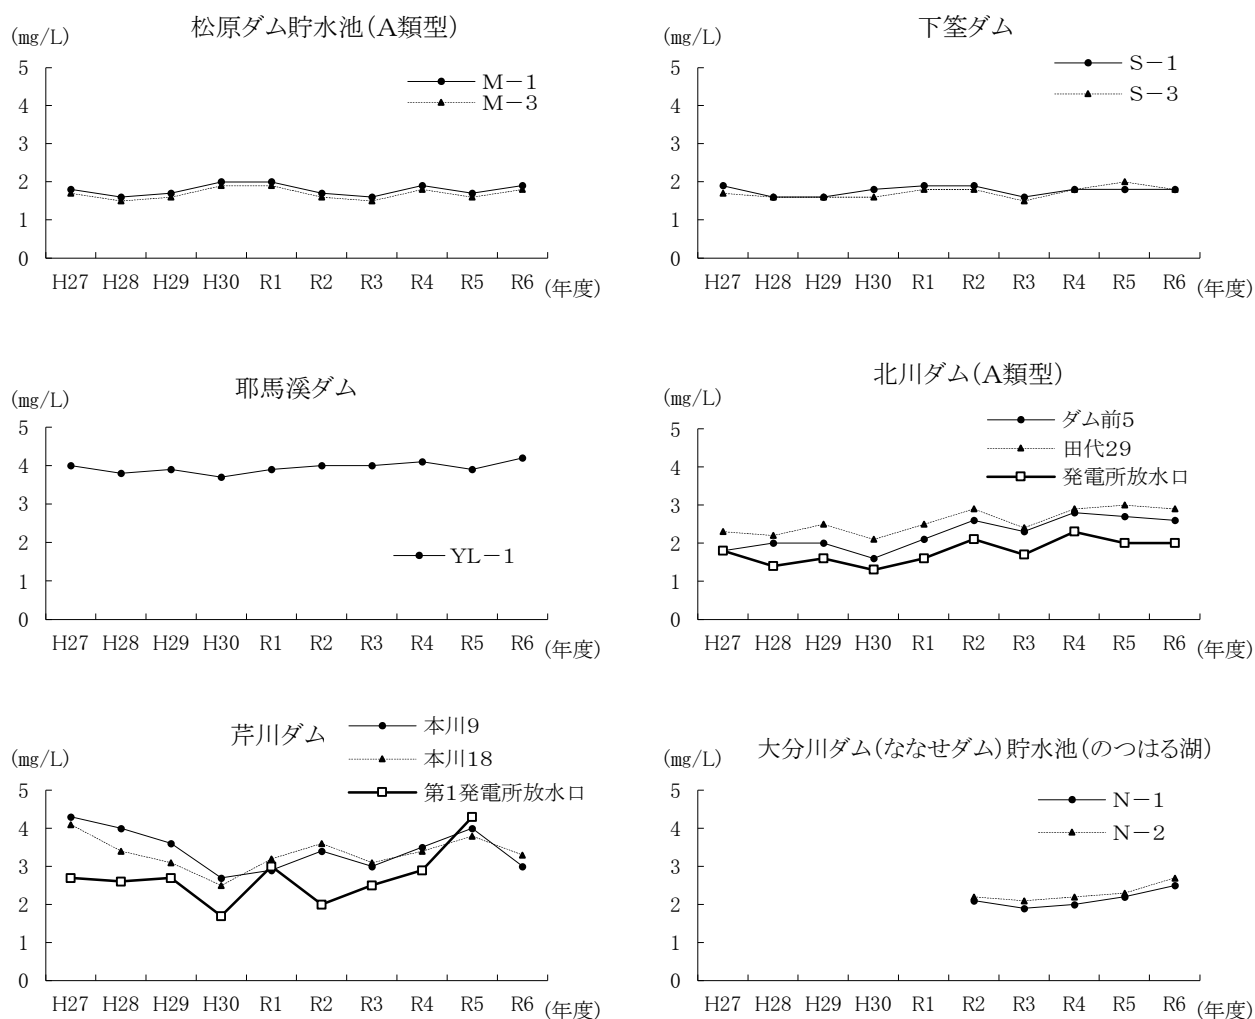 松原ダム貯水池(A類型)
(mg/L)
5
4
3
2
1
0
M－1
M－3
H27 H28 H29 H30 R1 R2 R3 R4 R5 R6 (年度)
下筌ダム
(mg/L)
5
4
3
2
1
0
S－1
S－3
H27 H28 H29 H30 R1 R2 R3 R4 R5 R6 (年度)
耶馬溪ダム
(mg/L)
5
4
3
2
1
0
YL－1
H27 H28 H29 H30 R1 R2 R3 R4 R5 R6 (年度)
北川ダム(A類型)
(mg/L)
5
4
3
2
1
0
ダム前5
田代29
発電所放水口
H27 H28 H29 H30 R1 R2 R3 R4 R5 R6 (年度)
芹川ダム
(mg/L)
5
4
3
2
1
0
本川9
本川18
第1発電所放水口
H27 H28 H29 H30 R1 R2 R3 R4 R5 R6 (年度)
大分川ダム(ななせダム)貯水池(のつはる湖)
(mg/L)
5
4
3
2
1
0
N－1
N－2
H27 H28 H29 H30 R1 R2 R3 R4 R5 R6 (年度)